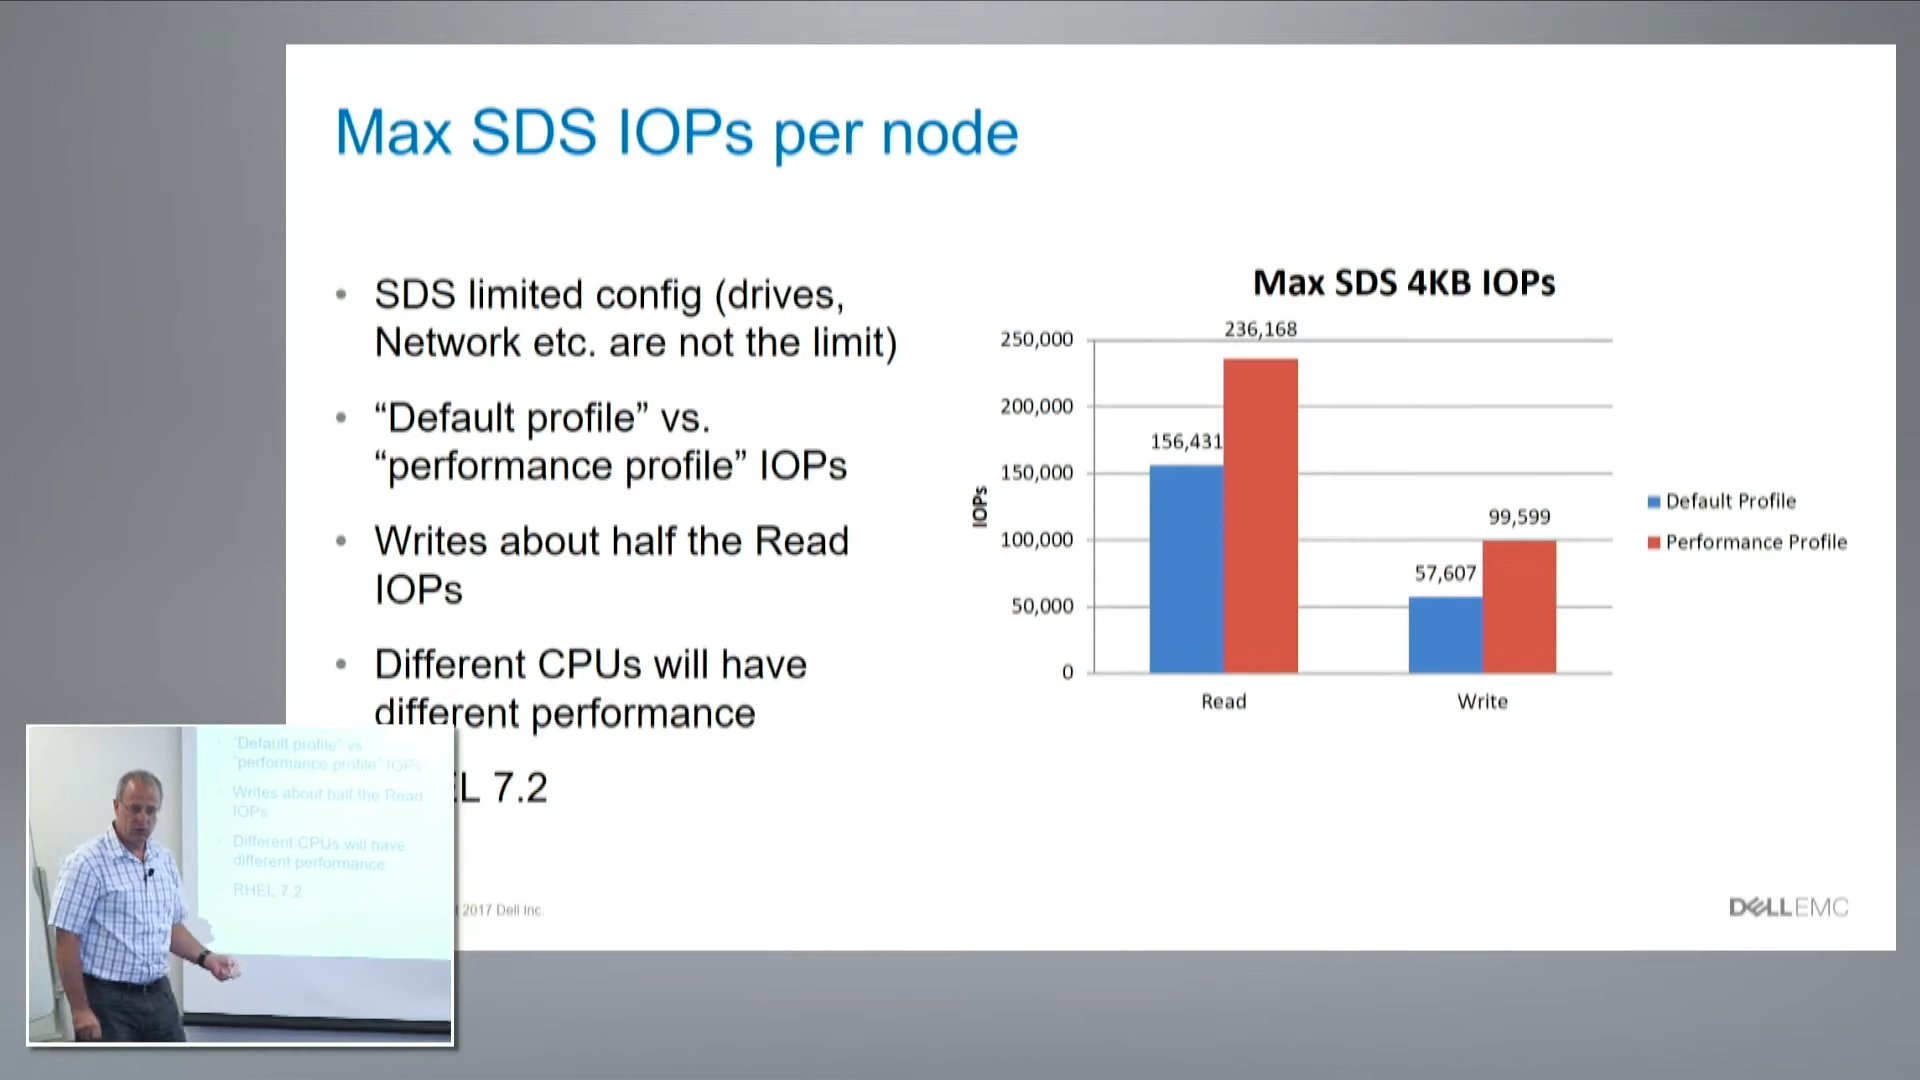 Max SDS IOPs per node
• SDS limited config (drives,
Network etc. are not the limit)
• “Default profile” vs.
“performance profile” IOPs
• Writes about half the Read
IOPs
• Different CPUs will have
different performance
EL 7.2
Max SDS 4KB IOPs
IOPs
250,000
200,000
150,000
100,000
50,000
0
236,168
156,431
99,599
57,607
Read
Write
Default Profile
Performance Profile
2017 Dell Inc.
DELLEMC
“Default profile” vs
“performance profile” IOPs
Writes about half the Read
IOPs
Different CPUs will have
different performance
RHEL 7.2